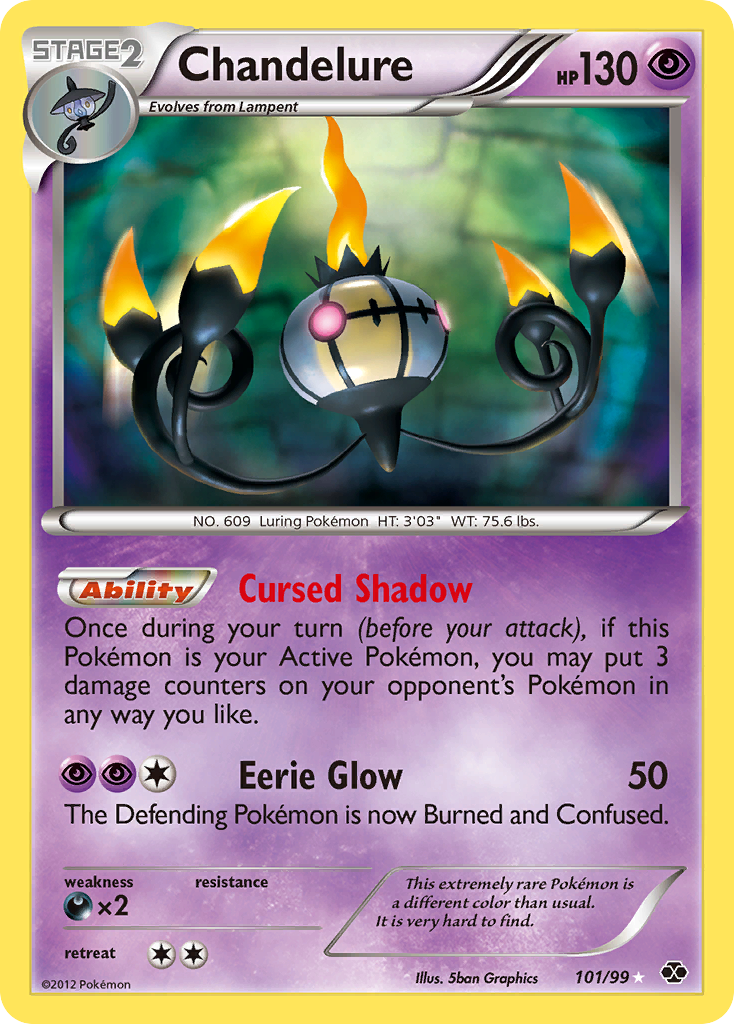 STAGE2
Chandelure
HP130
Evolves from Lampent
NO. 609 Luring Pokémon HT: 3'03" WT: 75.6 lbs.
Ability Cursed Shadow
Once during your turn (before your attack), if this
Pokémon is your Active Pokémon, you may put 3
damage counters on your opponent's Pokémon in
any way you like.
Eerie Glow 50
The Defending Pokémon is now Burned and Confused.
weakness resistance
×2
retreat
This extremely rare Pokémon is
a different color than usual.
It is very hard to find.
©2012 Pokémon
Illus. 5ban Graphics 101/99